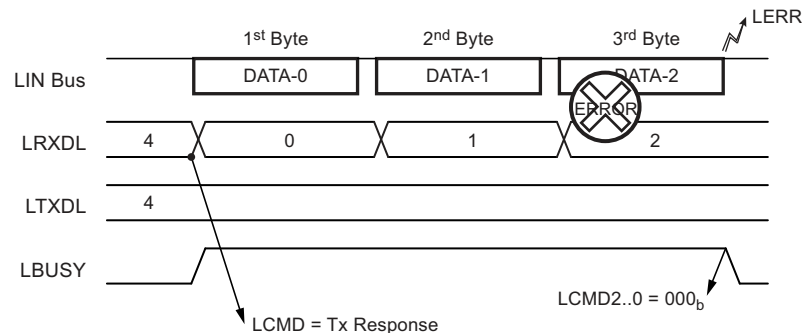 LERR
1st Byte 2nd Byte 3rd Byte
LIN Bus DATA-0 DATA-1 DATA-2
ERROR
LRXDL 4 0 1 2
LTXDL 4
LBUSY
LCMD2..0 = 000b
LCMD = Tx Response